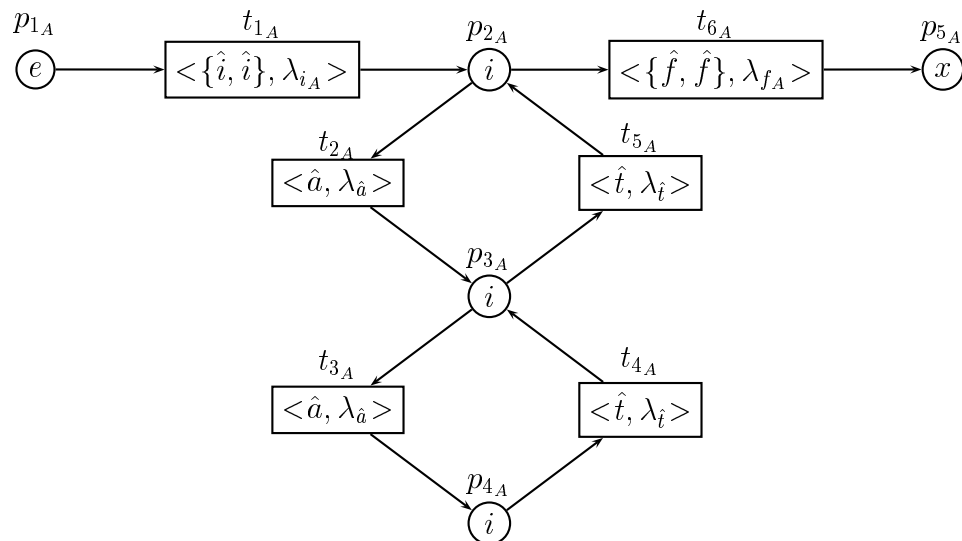 p_{1_A} t_{1_A} p_{2_A} t_{6_A} p_{5_A}
e <{î, î}, λ_{i_A}> i <{f̂, f̂}, λ_{f_A}> x
t_{2_A} t_{5_A}
<â, λ_â> <t̂, λ_t̂>
p_{3_A}
i
t_{3_A} t_{4_A}
<â, λ_â> <t̂, λ_t̂>
p_{4_A}
i